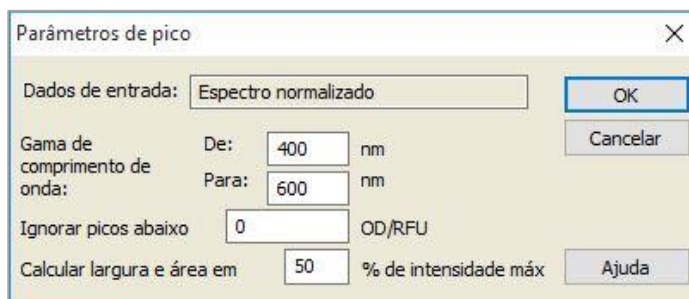 Parâmetros de pico
Dados de entrada: Espectro normalizado OK
Cancelar
Gama de comprimento de onda:
De: 400 nm
Para: 600 nm
Ignorar picos abaixo 0 OD/RFU
Calcular largura e área em 50 % de intensidade máx Ajuda